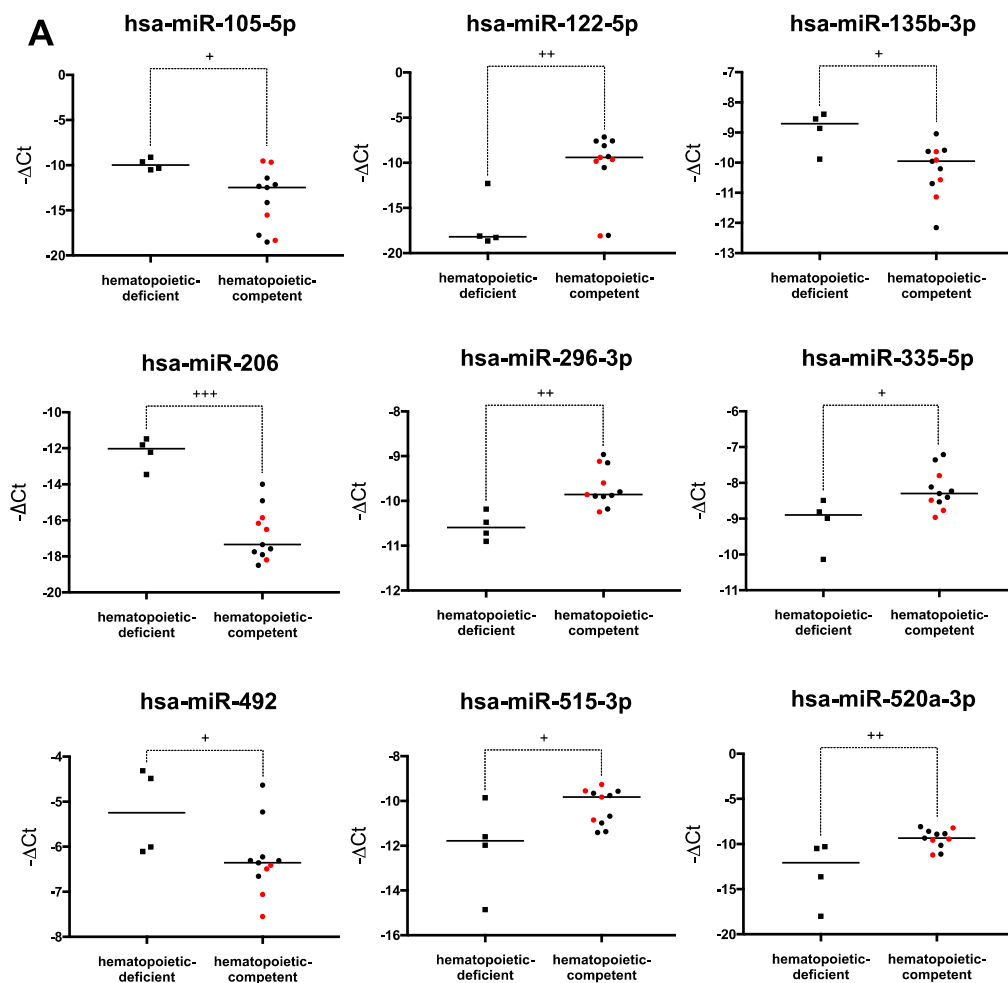 A
hsa-miR-105-5p
+
0
-5
-10
-15
-20
-ΔCt
hematopoietic-
deficient
hematopoietic-
competent
hsa-miR-122-5p
++
0
-5
-10
-15
-20
-ΔCt
hematopoietic-
deficient
hematopoietic-
competent
hsa-miR-135b-3p
+
-7
-8
-9
-10
-11
-12
-13
-ΔCt
hematopoietic-
deficient
hematopoietic-
competent
hsa-miR-206
+++
-10
-12
-14
-16
-18
-20
-ΔCt
hematopoietic-
deficient
hematopoietic-
competent
hsa-miR-296-3p
++
-8
-9
-10
-11
-12
-ΔCt
hematopoietic-
deficient
hematopoietic-
competent
hsa-miR-335-5p
+
-6
-7
-8
-9
-10
-11
-ΔCt
hematopoietic-
deficient
hematopoietic-
competent
hsa-miR-492
+
-4
-5
-6
-7
-8
-ΔCt
hematopoietic-
deficient
hematopoietic-
competent
hsa-miR-515-3p
+
-8
-10
-12
-14
-16
-ΔCt
hematopoietic-
deficient
hematopoietic-
competent
hsa-miR-520a-3p
++
0
-5
-10
-15
-20
-ΔCt
hematopoietic-
deficient
hematopoietic-
competent